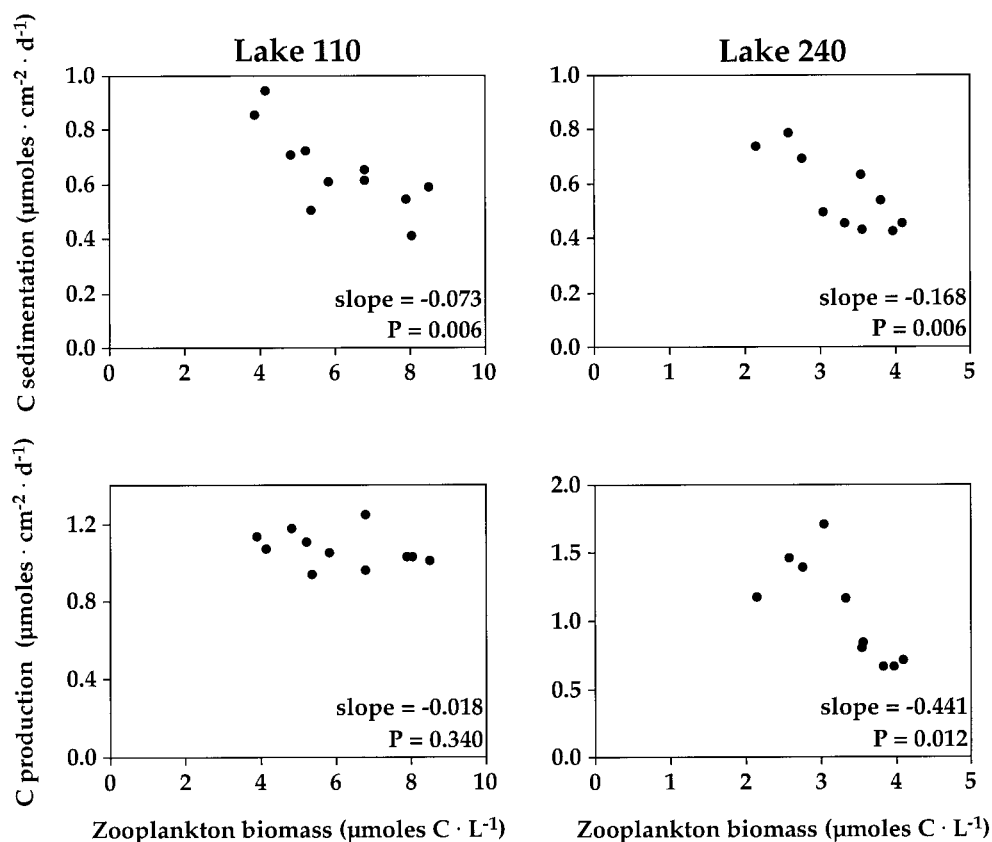 Lake 110
Lake 240
C sedimentation (µmoles · cm⁻² · d⁻¹)
1.0
0.8
0.6
0.4
0.2
0.0
slope = -0.073
P = 0.006
0 2 4 6 8 10
1.0
0.8
0.6
0.4
0.2
0.0
slope = -0.168
P = 0.006
0 1 2 3 4 5
C production (µmoles · cm⁻² · d⁻¹)
1.2
0.8
0.4
0.0
slope = -0.018
P = 0.340
0 2 4 6 8 10
Zooplankton biomass (µmoles C · L⁻¹)
2.0
1.5
1.0
0.5
0.0
slope = -0.441
P = 0.012
0 1 2 3 4 5
Zooplankton biomass (µmoles C · L⁻¹)